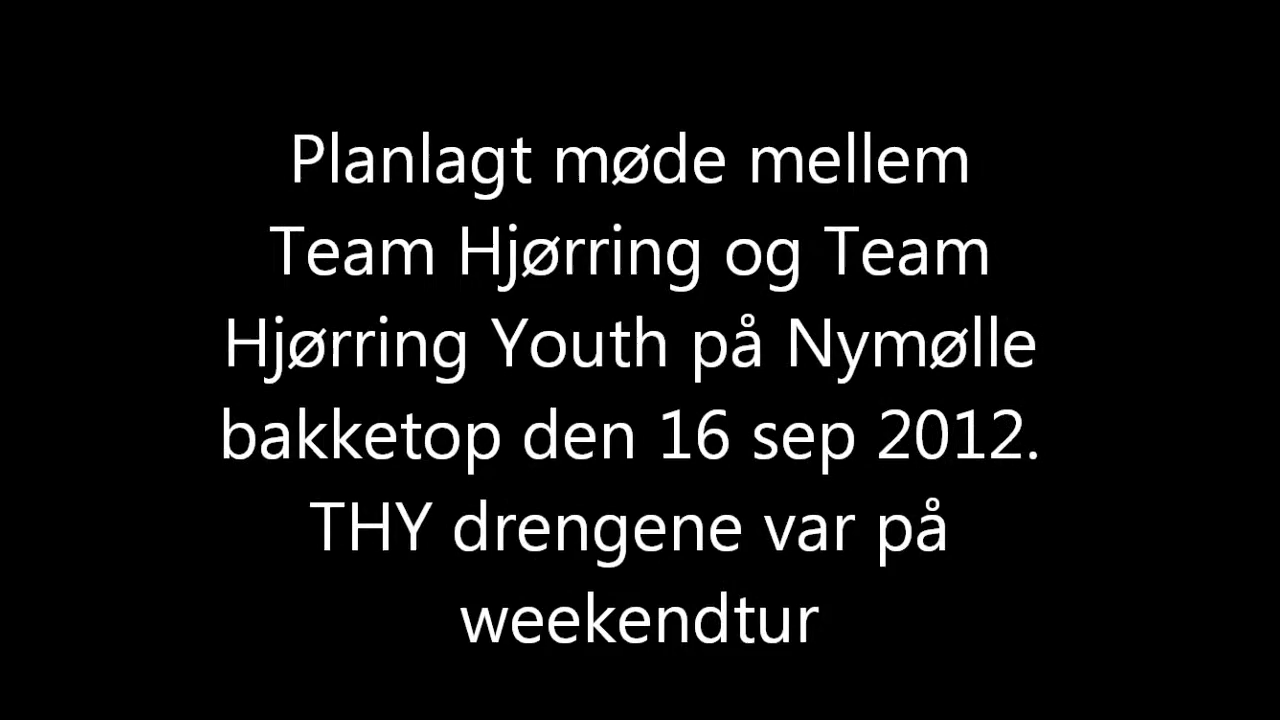 Planlagt møde mellem
Team Hjørring og Team
Hjørring Youth på Nymølle
bakketop den 16 sep 2012.
THY drengene var på
weekendtur